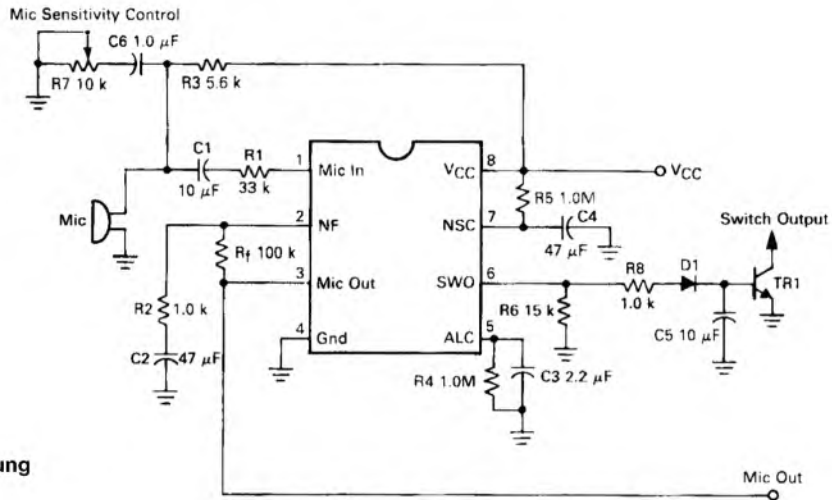 Mic Sensitivity Control
C6 1.0 µF
R7 10 k
R3 5.6 k
C1
10 µF
R1
33 k
1
Mic In
VCC
8
VCC
R5 1.0M
Mic
2
NF
NSC
7
C4
47 µF
Switch Output
Rf 100 k
3
Mic Out
SWO
6
R8
1.0 k
D1
TR1
R2
1.0 k
R6 15 k
C5 10 µF
4
Gnd
ALC
5
C2
47 µF
R4 1.0M
C3 2.2 µF
ung
Mic Out